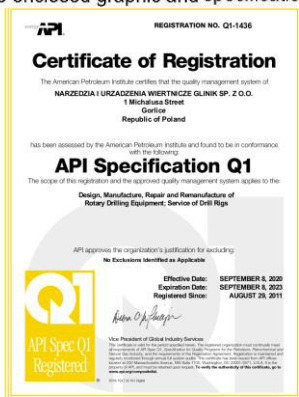 enclosed graphic and specificati
API
REGISTRATION NO. Q1-1436
Certificate of Registration
The American Petroleum Institute certifies that the quality management system of
NARZEDZIA I URZADZENIA WIERTNICZE GLINIK SP. Z O.O.
1 Michalusa Street
Gorlice
Republic of Poland
has been assessed by the American Petroleum Institute and found to be in conformance
with the following:
API Specification Q1
The scope of this registration and the approved quality management system applies to the:
Design, Manufacture, Repair and Remanufacture of
Rotary Drilling Equipment; Service of Drill Rigs
API approves the organization's justification for excluding:
No Exclusions Identified as Applicable
Effective Date: SEPTEMBER 8, 2020
Expiration Date: SEPTEMBER 8, 2023
Registered Since: AUGUST 29, 2011
Q1
API Spec Q1
Registered
Vice President of Global Industry Services